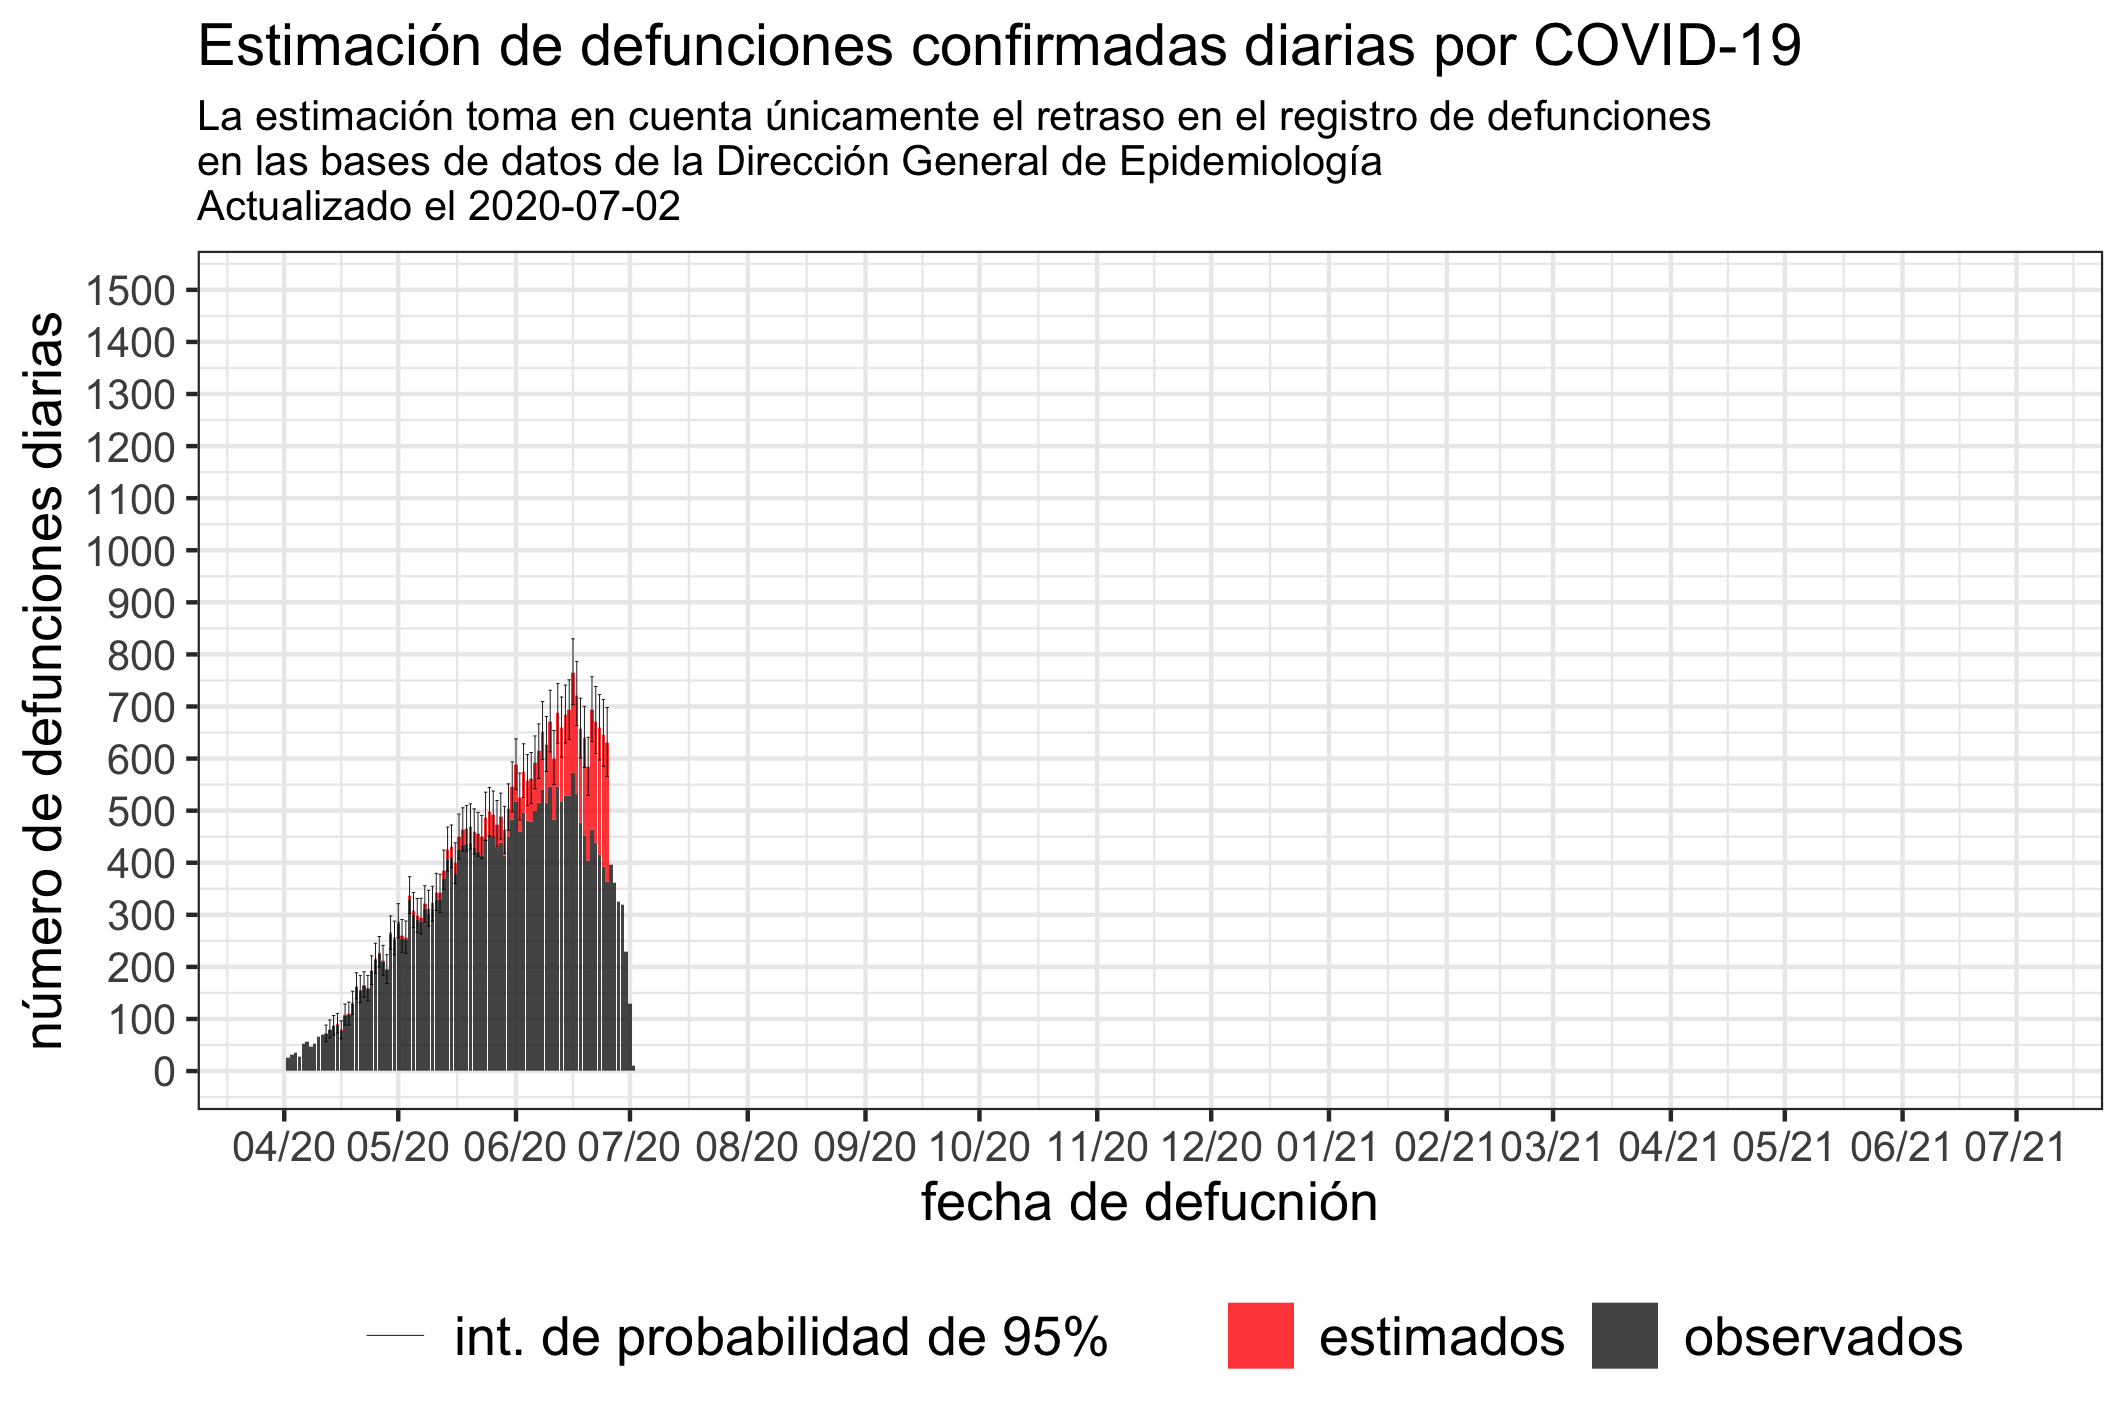 Estimación de defunciones confirmadas diarias por COVID-19
La estimación toma en cuenta únicamente el retraso en el registro de defunciones
en las bases de datos de la Dirección General de Epidemiología
Actualizado el 2020-07-02
número de defunciones diarias
1500
1400
1300
1200
1100
1000
900
800
700
600
500
400
300
200
100
0
04/20 05/20 06/20 07/20 08/20 09/20 10/20 11/20 12/20 01/21 02/21 03/21 04/21 05/21 06/21 07/21
fecha de defucnión
int. de probabilidad de 95% estimados observados